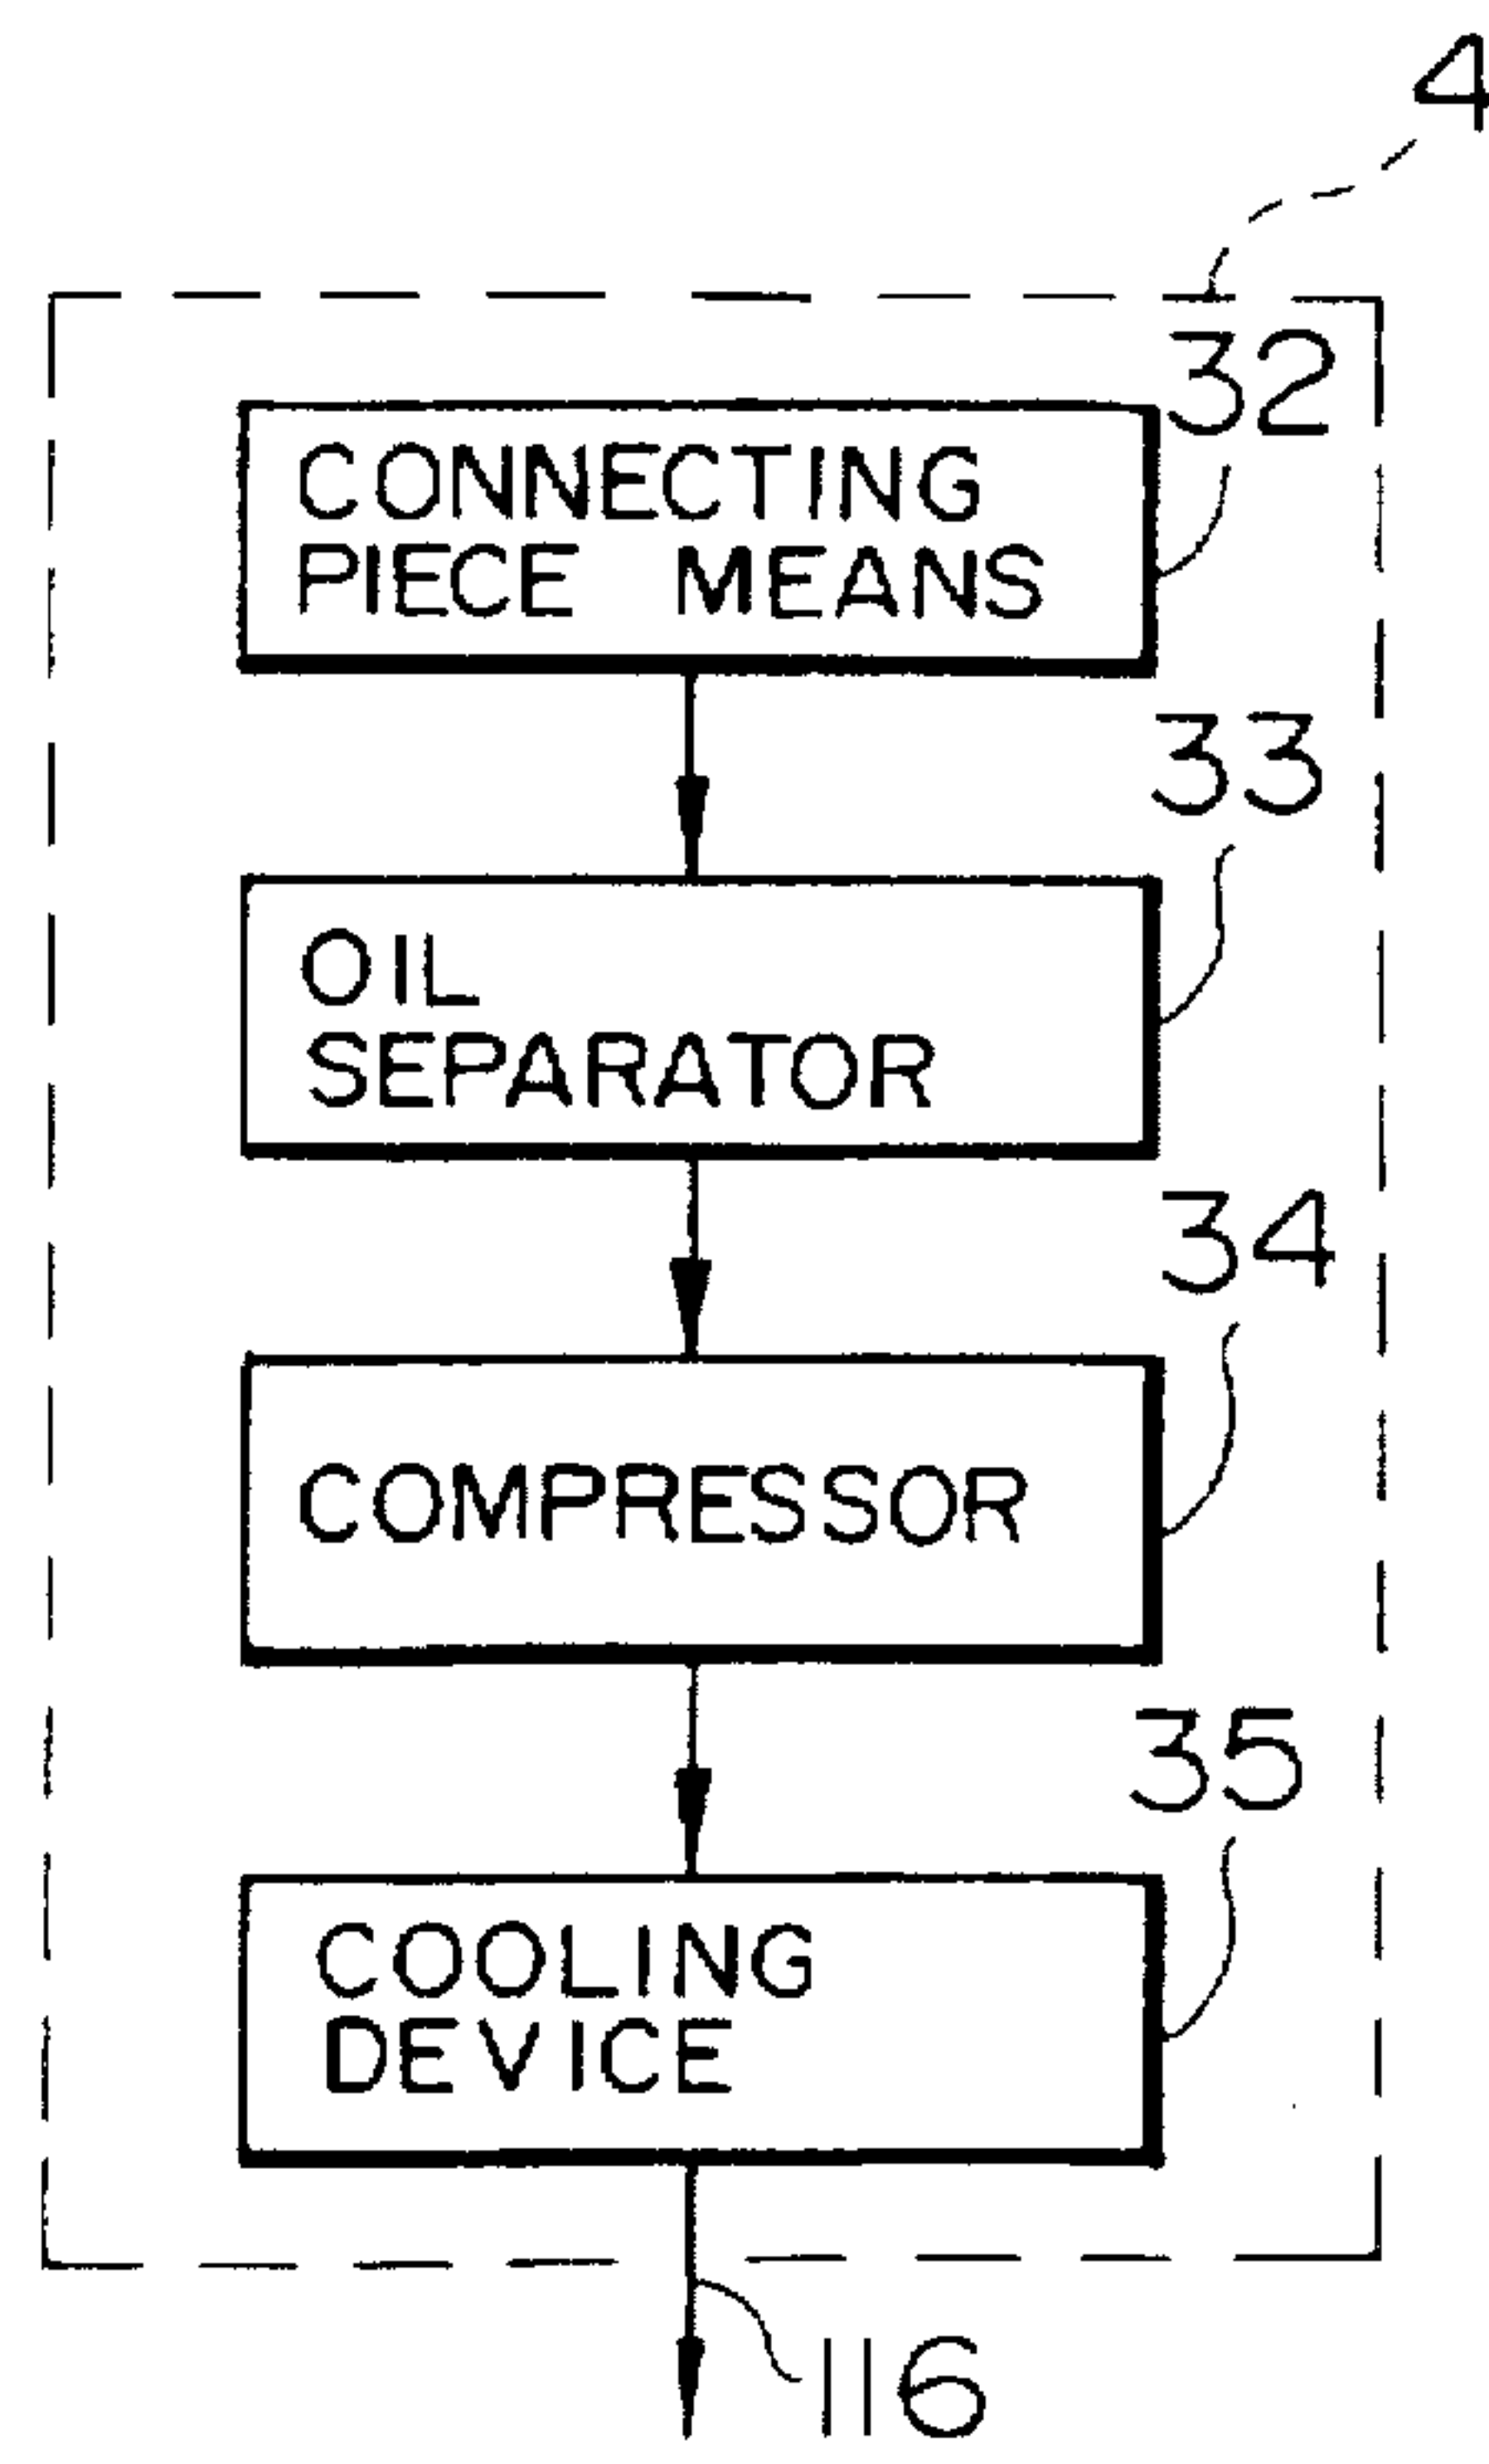 4
32
CONNECTING
PIECE MEANS
33
OIL
SEPARATOR
34
COMPRESSOR
35
COOLING
DEVICE
116